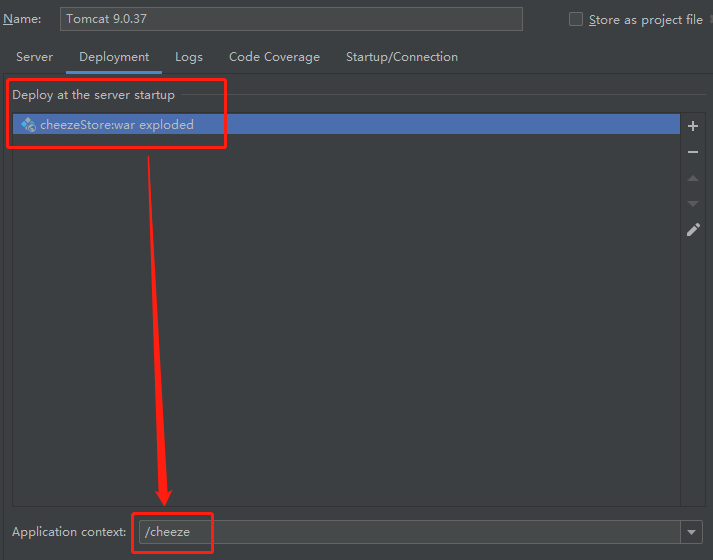 Name: Tomcat 9.0.37 Store as project file
Server Deployment Logs Code Coverage Startup/Connection
Deploy at the server startup
cheezeStore:war exploded
Application context: /cheeze